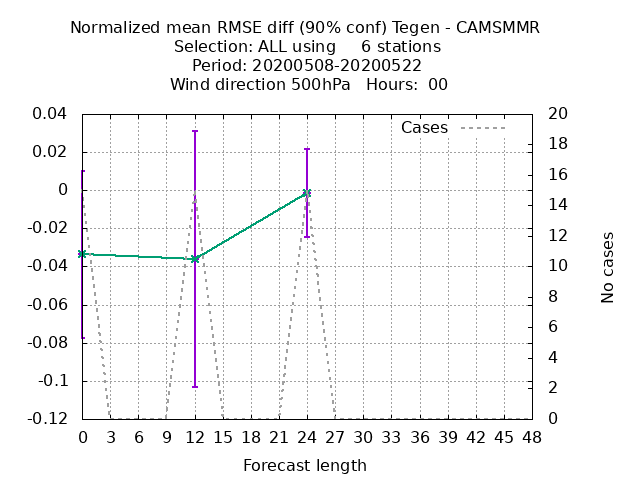 Normalized mean RMSE diff (90% conf) Tegen - CAMSMMR
Selection: ALL using 6 stations
Period: 20200508-20200522
Wind direction 500hPa Hours: 00
Cases
0.04
0.02
0
-0.02
-0.04
-0.06
-0.08
-0.1
-0.12
20
18
16
14
12
10
8
6
4
2
0
No cases
0 3 6 9 12 15 18 21 24 27 30 33 36 39 42 45 48
Forecast length